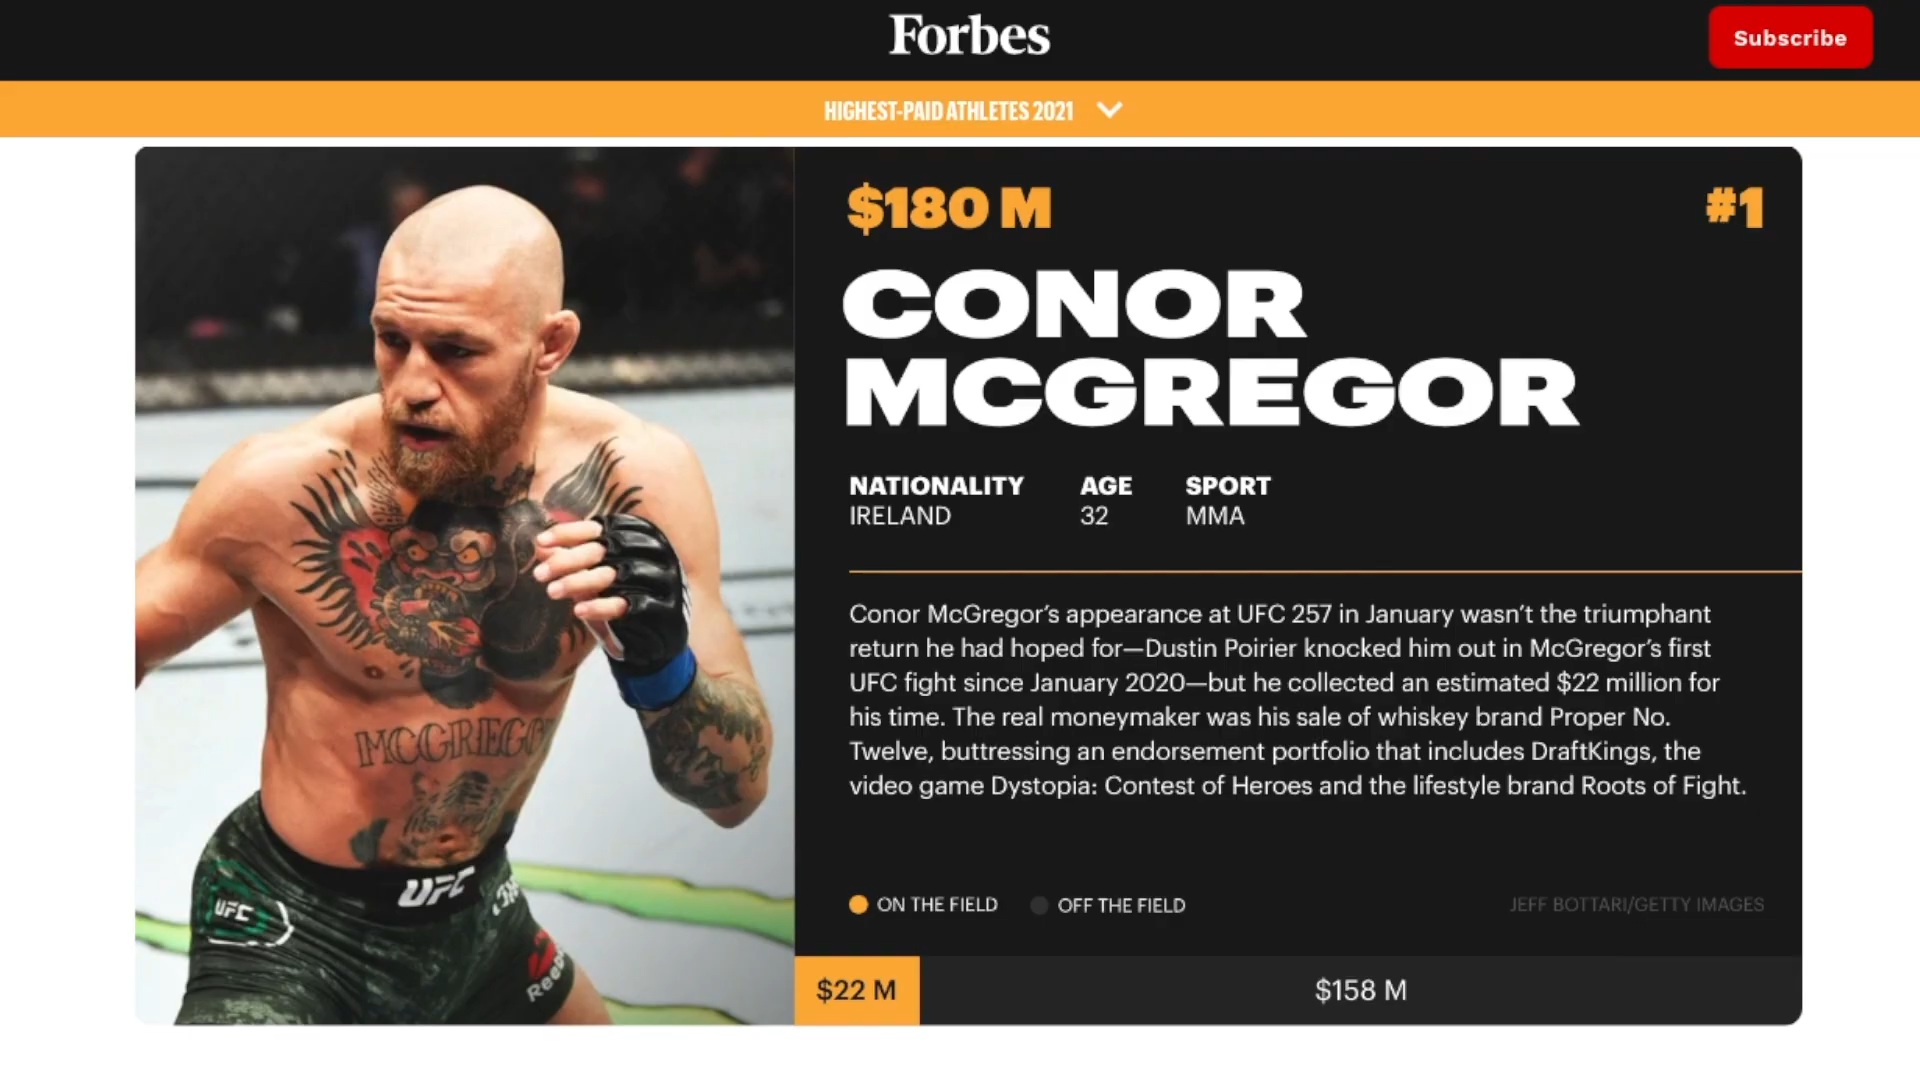 Forbes
Subscribe
HIGHEST-PAID ATHLETES 2021
$180 M
#1
CONOR
MCGREGOR
NATIONALITY
IRELAND
AGE
32
SPORT
MMA
Conor McGregor’s appearance at UFC 257 in January wasn’t the triumphant
return he had hoped for—Dustin Poirier knocked him out in McGregor’s first
UFC fight since January 2020—but he collected an estimated $22 million for
his time. The real moneymaker was his sale of whiskey brand Proper No.
Twelve, buttressing an endorsement portfolio that includes DraftKings, the
video game Dystopia: Contest of Heroes and the lifestyle brand Roots of Fight.
ON THE FIELD
OFF THE FIELD
JEFF BOTTARI/GETTY IMAGES
$22 M
$158 M
MCGREGO
UFC
UFC
Reebo